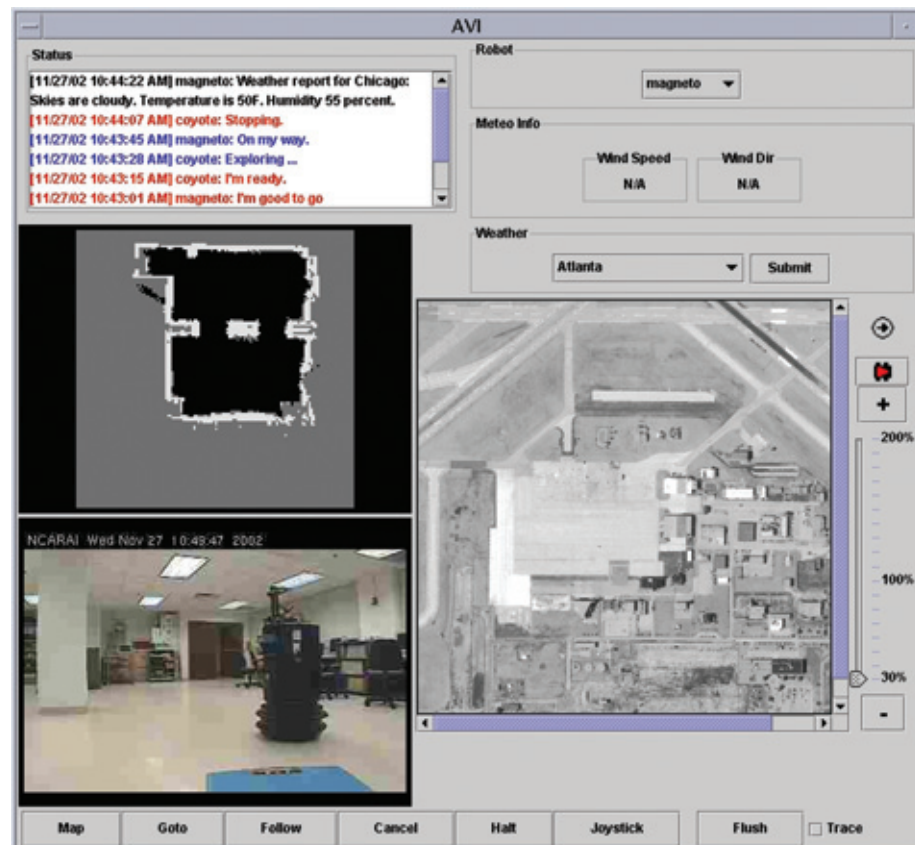 AVI
Status
[11/27/02 10:44:22 AM] magneto: Weather report for Chicago:
Skies are cloudy. Temperature is 50F. Humidity 55 percent.
[11/27/02 10:44:07 AM] coyote: Stopping.
[11/27/02 10:43:45 AM] magneto: On my way.
[11/27/02 10:43:28 AM] coyote: Exploring ...
[11/27/02 10:43:15 AM] coyote: I'm ready.
[11/27/02 10:43:01 AM] magneto: I'm good to go
Robot
magneto
Meteo Info
Wind Speed
N/A
Wind Dir
N/A
Weather
Atlanta
Submit
+
200%
100%
30%
-
NCARAI Wed Nov 27 10:49:47 2002
Map
Goto
Follow
Cancel
Halt
Joystick
Flush
Trace